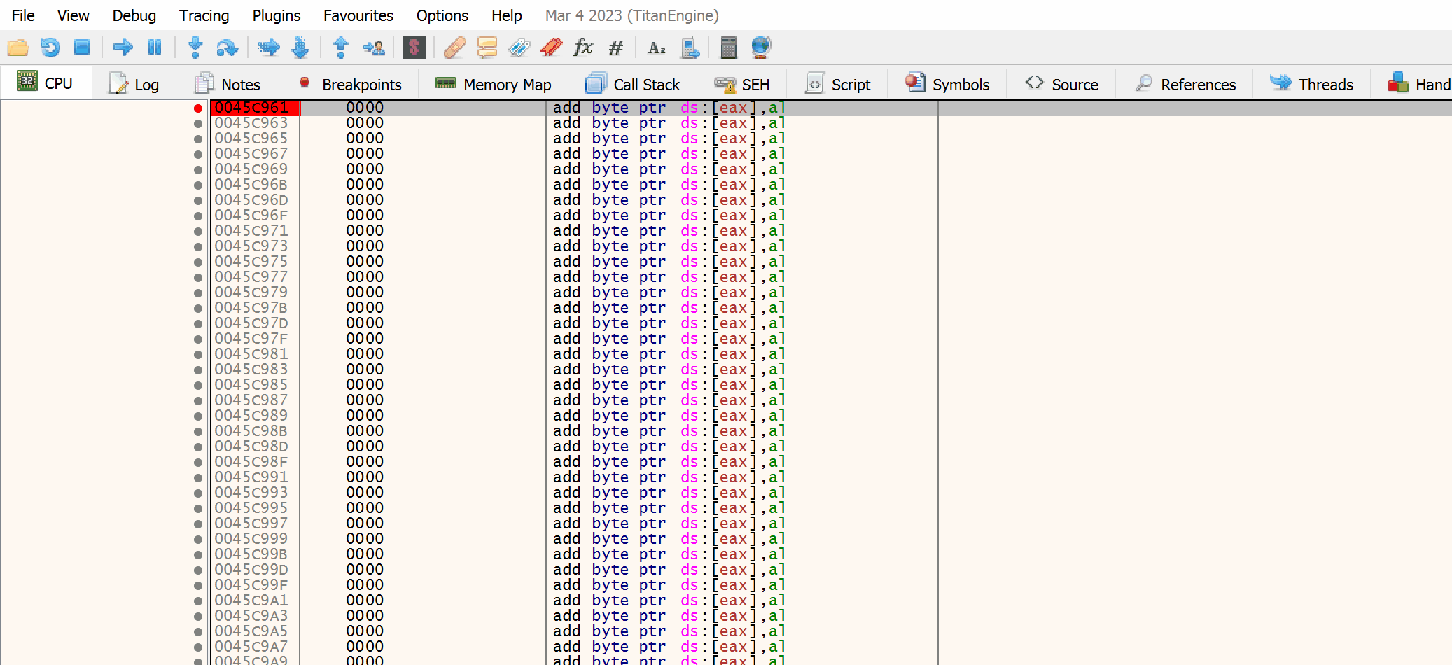 File View Debug Tracing Plugins Favourites Options Help Mar 4 2023 (TitanEngine)
fx # Az
CPU Log Notes Breakpoints Memory Map Call Stack SEH Script Symbols Source References Threads Hand
0045C961 0000 add byte ptr ds:[eax],al
0045C963 0000 add byte ptr ds:[eax],al
0045C965 0000 add byte ptr ds:[eax],al
0045C967 0000 add byte ptr ds:[eax],al
0045C969 0000 add byte ptr ds:[eax],al
0045C96B 0000 add byte ptr ds:[eax],al
0045C96D 0000 add byte ptr ds:[eax],al
0045C96F 0000 add byte ptr ds:[eax],al
0045C971 0000 add byte ptr ds:[eax],al
0045C973 0000 add byte ptr ds:[eax],al
0045C975 0000 add byte ptr ds:[eax],al
0045C977 0000 add byte ptr ds:[eax],al
0045C979 0000 add byte ptr ds:[eax],al
0045C97B 0000 add byte ptr ds:[eax],al
0045C97D 0000 add byte ptr ds:[eax],al
0045C97F 0000 add byte ptr ds:[eax],al
0045C981 0000 add byte ptr ds:[eax],al
0045C983 0000 add byte ptr ds:[eax],al
0045C985 0000 add byte ptr ds:[eax],al
0045C987 0000 add byte ptr ds:[eax],al
0045C989 0000 add byte ptr ds:[eax],al
0045C98B 0000 add byte ptr ds:[eax],al
0045C98D 0000 add byte ptr ds:[eax],al
0045C98F 0000 add byte ptr ds:[eax],al
0045C991 0000 add byte ptr ds:[eax],al
0045C993 0000 add byte ptr ds:[eax],al
0045C995 0000 add byte ptr ds:[eax],al
0045C997 0000 add byte ptr ds:[eax],al
0045C999 0000 add byte ptr ds:[eax],al
0045C99B 0000 add byte ptr ds:[eax],al
0045C99D 0000 add byte ptr ds:[eax],al
0045C99F 0000 add byte ptr ds:[eax],al
0045C9A1 0000 add byte ptr ds:[eax],al
0045C9A3 0000 add byte ptr ds:[eax],al
0045C9A5 0000 add byte ptr ds:[eax],al
0045C9A7 0000 add byte ptr ds:[eax],al
0045C9A9 0000 add byte ptr ds:[eax],al